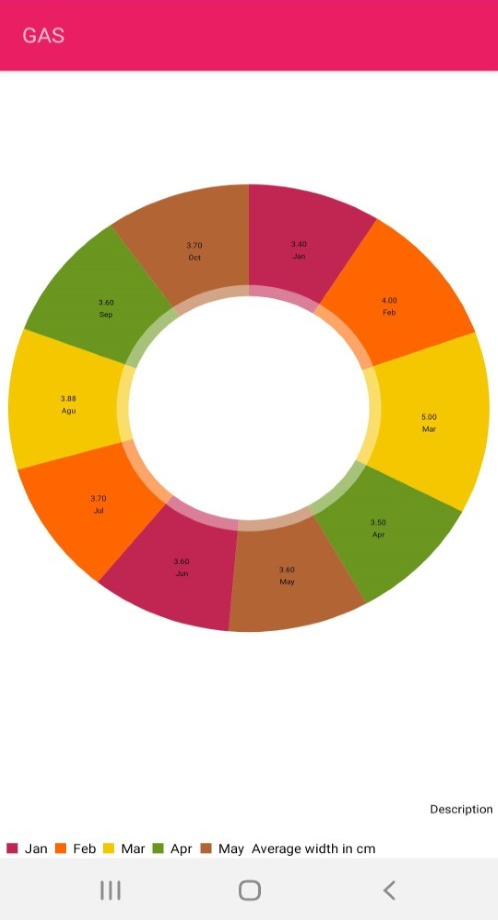 GAS
3.70
Oct
3.40
Jan
4.00
Feb
3.60
Sep
3.88
Agu
5.00
Mar
3.70
Jul
3.50
Apr
3.60
Jun
3.60
May
Description
Jan Feb Mar Apr May Average width in cm